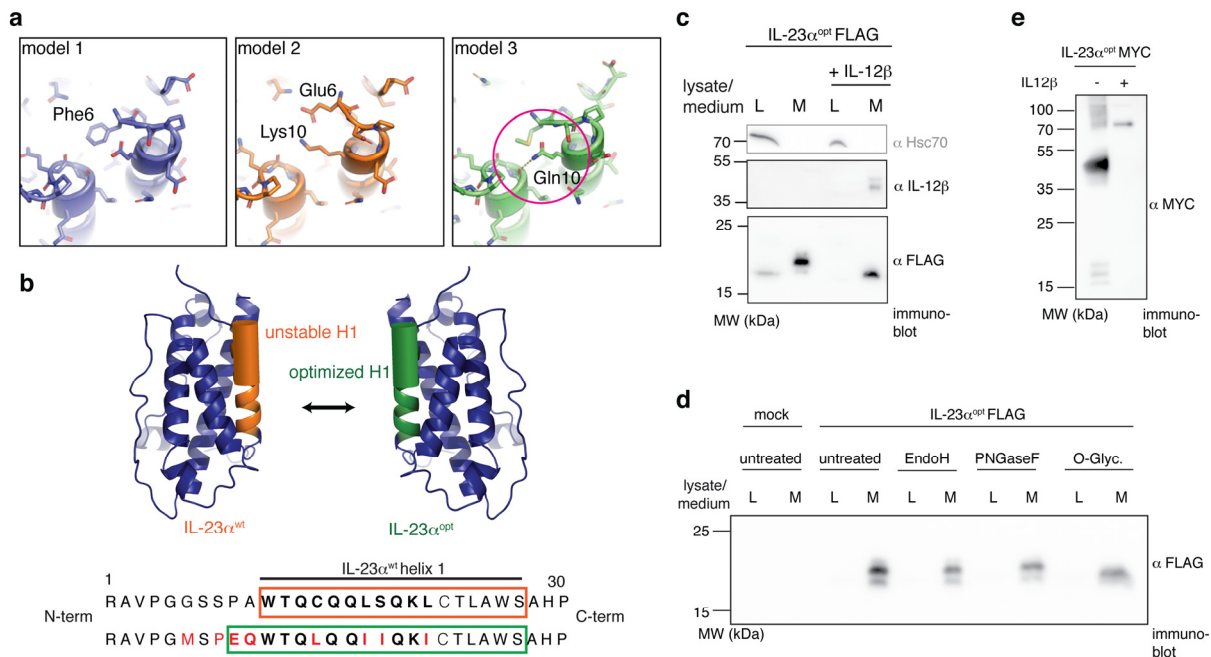 a
model 1
Phe6
model 2
Glu6
Lys10
model 3
Gln10
b
unstable H1
optimized H1
IL-23α^wt
IL-23α^opt
IL-23α^wt helix 1
1
30
N-term
RAVPGGSSPAWTQCQQLSQKLCTLAWSAHP
C-term
RAVPGMSPEQWTQLQQIIQKICTLAWSAHP
c
IL-23α^opt FLAG
+ IL-12β
lysate/
medium
L M L M
70
α Hsc70
55
α IL-12β
35
25
α FLAG
15
MW (kDa)
immuno-
blot
d
mock
IL-23α^opt FLAG
untreated
untreated
EndoH
PNGaseF
O-Glyc.
lysate/
medium
L M L M L M L M L M
25
α FLAG
15
MW (kDa)
immuno-
blot
e
IL-23α^opt MYC
IL12β - +
100
70
55
35
α MYC
25
15
MW (kDa)
immuno-
blot